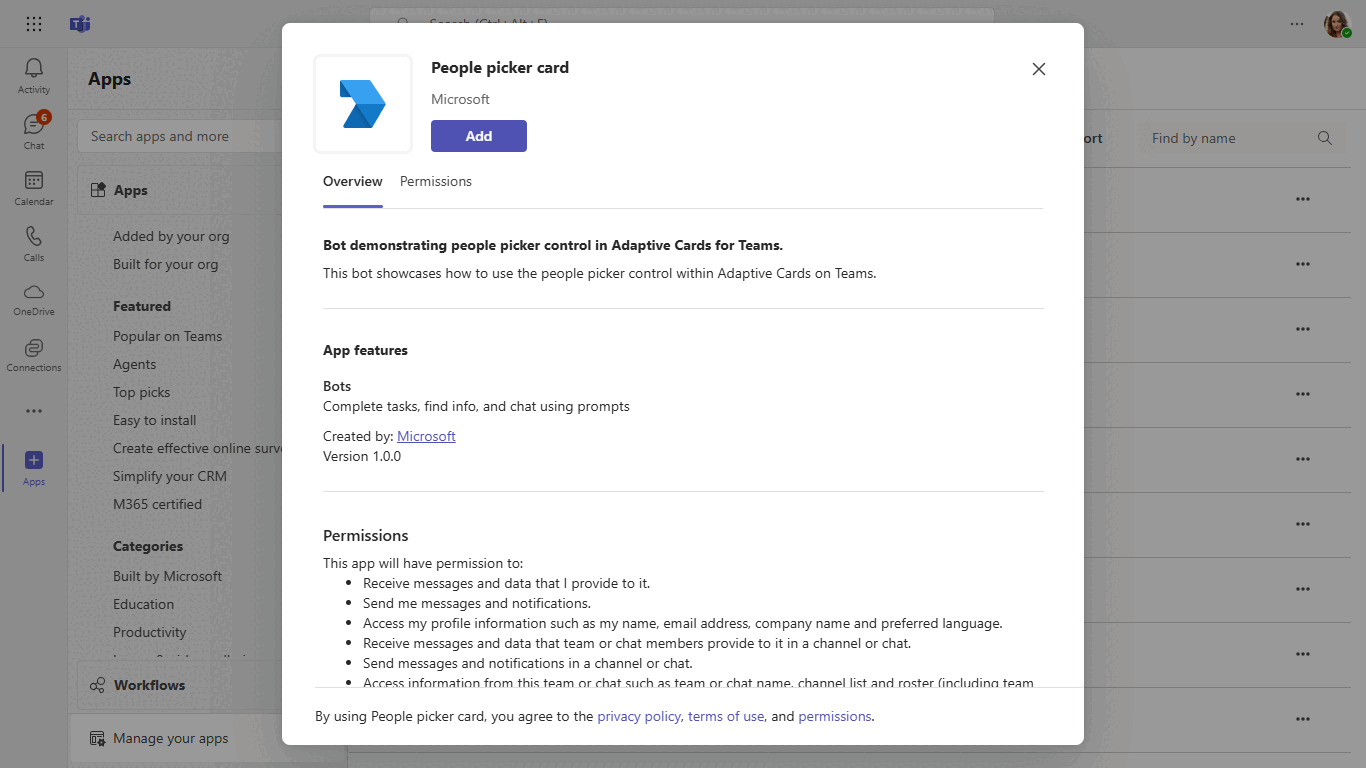 Search (Ctrl+Alt+E)
Activity
6
Chat
Calendar
Calls
OneDrive
Connections
Apps
Apps
Search apps and more
Apps
Added by your org
Built for your org
Featured
Popular on Teams
Agents
Top picks
Easy to install
Create effective online
Simplify your CRM
M365 certified
Categories
Built by Microsoft
Education
Productivity
Workflows
Manage your apps
People picker card
Microsoft
Add
Overview Permissions
Bot demonstrating people picker control in Adaptive Cards for Teams.
This bot showcases how to use the people picker control within Adaptive Cards on Teams.
App features
Bots
Complete tasks, find info, and chat using prompts
Created by: Microsoft
Version 1.0.0
Permissions
This app will have permission to:
Receive messages and data that I provide to it.
Send me messages and notifications.
Access my profile information such as my name, email address, company name and preferred language.
Receive messages and data that team or chat members provide to it in a channel or chat.
Send messages and notifications in a channel or chat.
Access information from this team or chat such as team or chat name, channel list and roster (including team
By using People picker card, you agree to the privacy policy, terms of use, and permissions.
Find by name